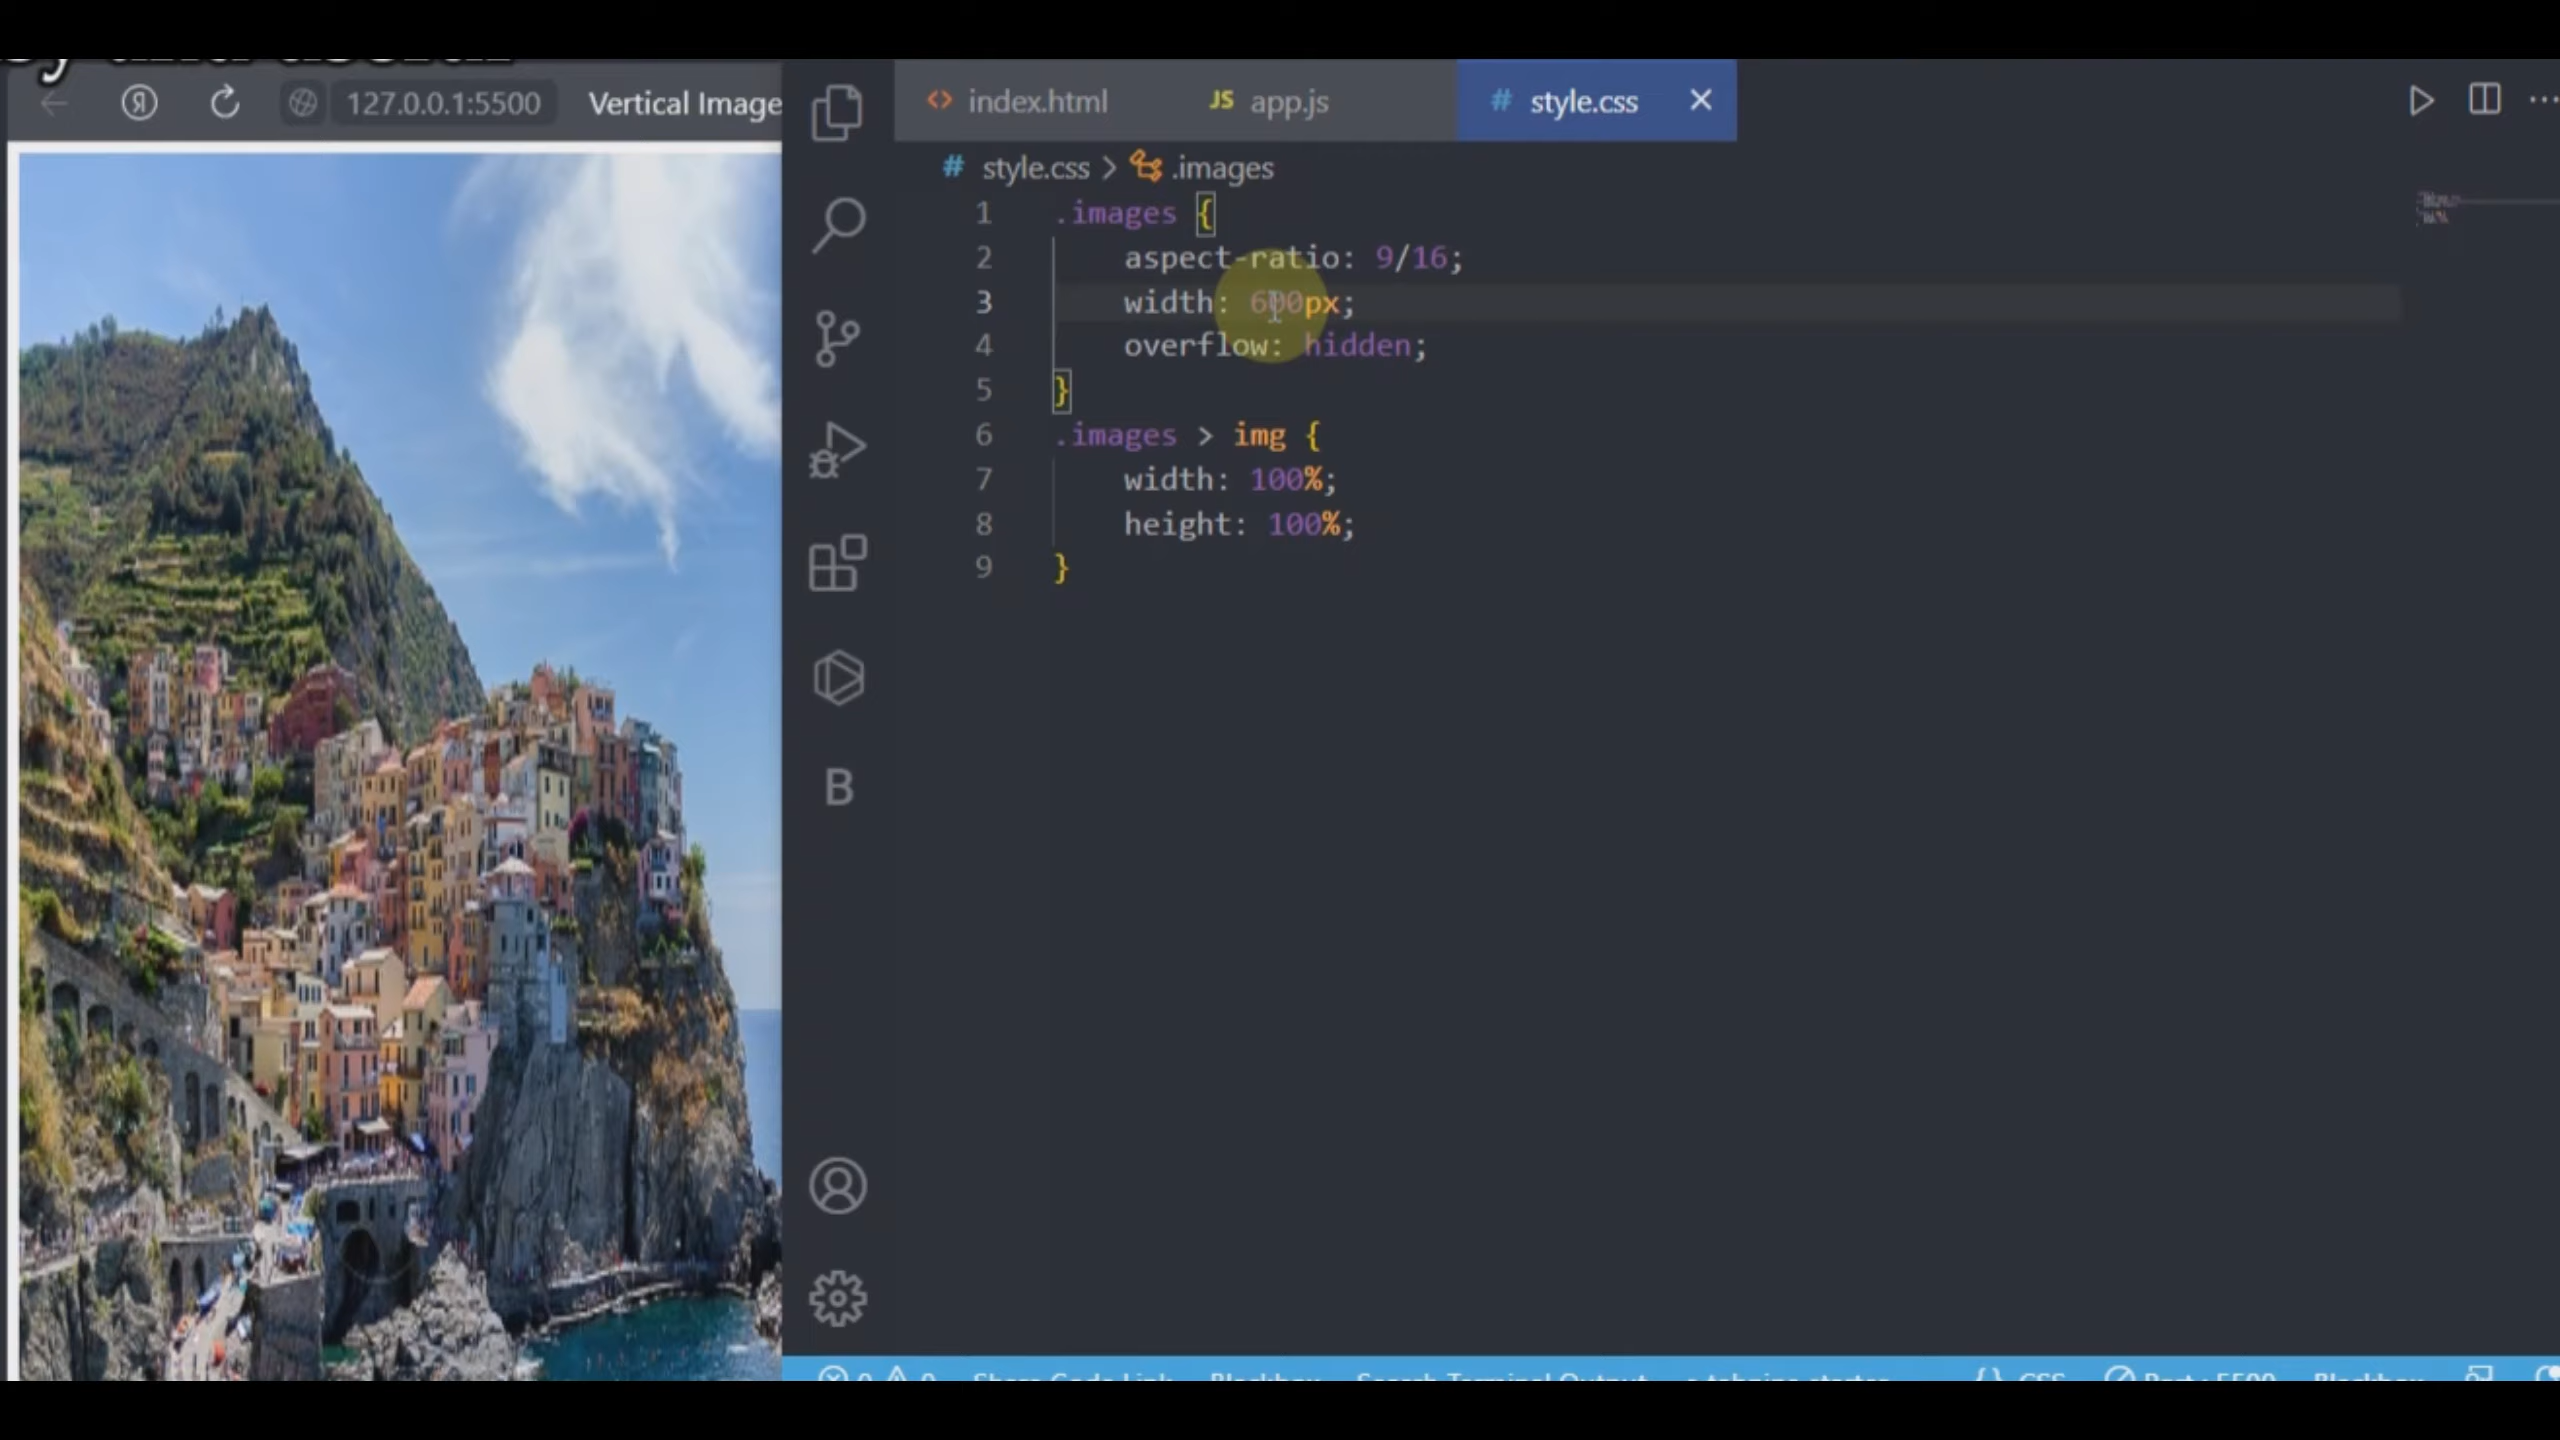 127.0.0.1:5500
Vertical Image
index.html
JS app.js
# style.css
# style.css > .images
1 .images {
2 aspect-ratio: 9/16;
3 width: 600px;
4 overflow: hidden;
5 }
6 .images > img {
7 width: 100%;
8 height: 100%;
9 }
B